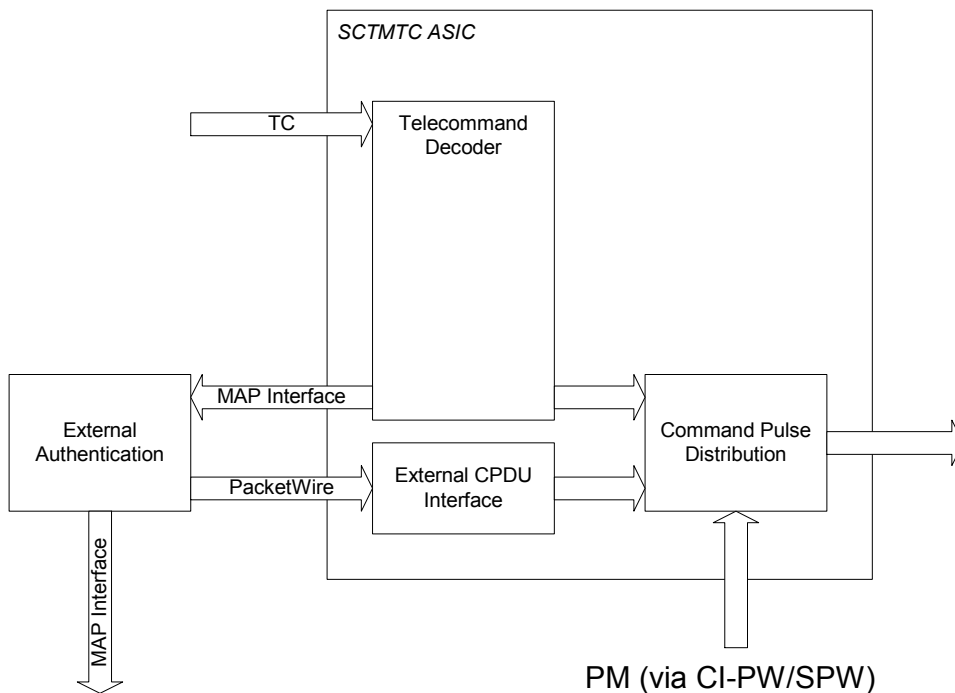 SCTMTC ASIC
TC
Telecommand
Decoder
MAP Interface
External
Authentication
Command Pulse
Distribution
PacketWire
External CPDU
Interface
MAP Interface
PM (via CI-PW/SPW)